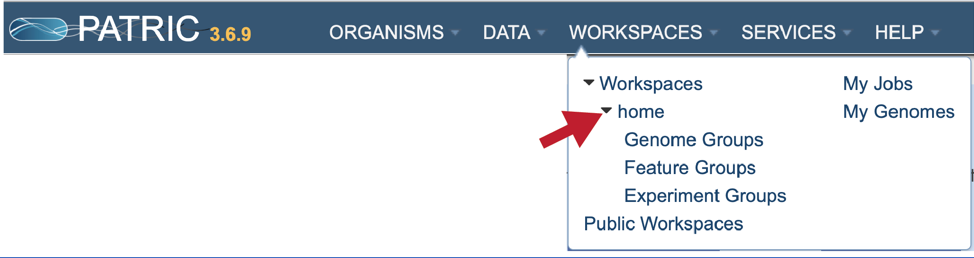 PATRIC 3.6.9 ORGANISMS DATA WORKSPACES SERVICES HELP
Workspaces My Jobs
home My Genomes
Genome Groups
Feature Groups
Experiment Groups
Public Workspaces